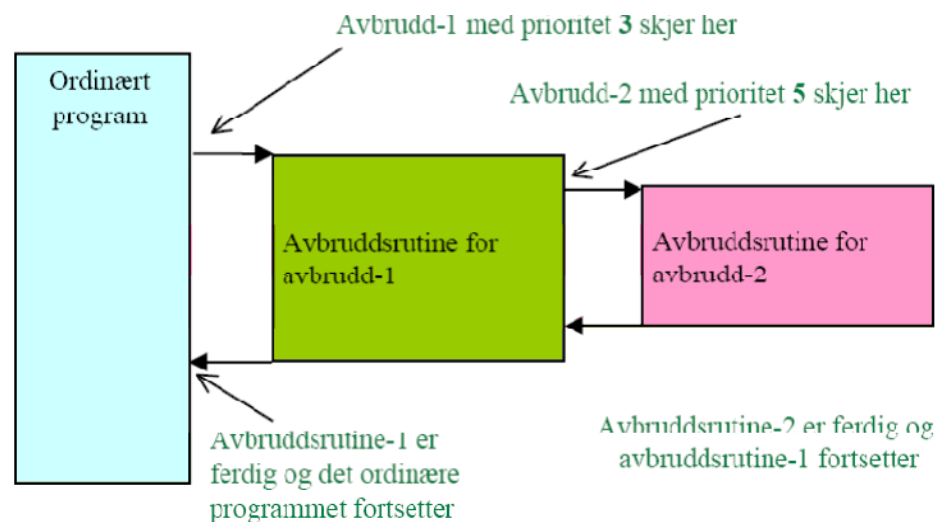 Avbrudd-1 med prioritet 3 skjer her
Ordinært
program
Avbrudd-2 med prioritet 5 skjer her
Avbruddsrutine for
avbrudd-1
Avbruddsrutine for
avbrudd-2
Avbruddsrutine-1 er
ferdig og det ordinære
programmet fortsetter
Avbruddsrutine-2 er ferdig og
avbruddsrutine-1 fortsetter